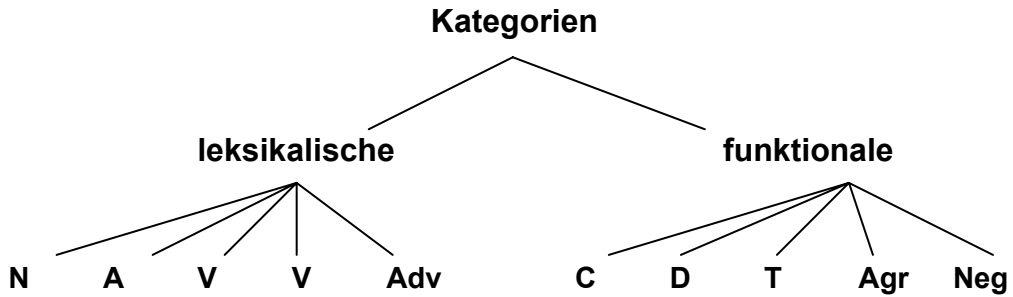 Kategorien
leksikalische funktionale
N A V V Adv C D T Agr Neg